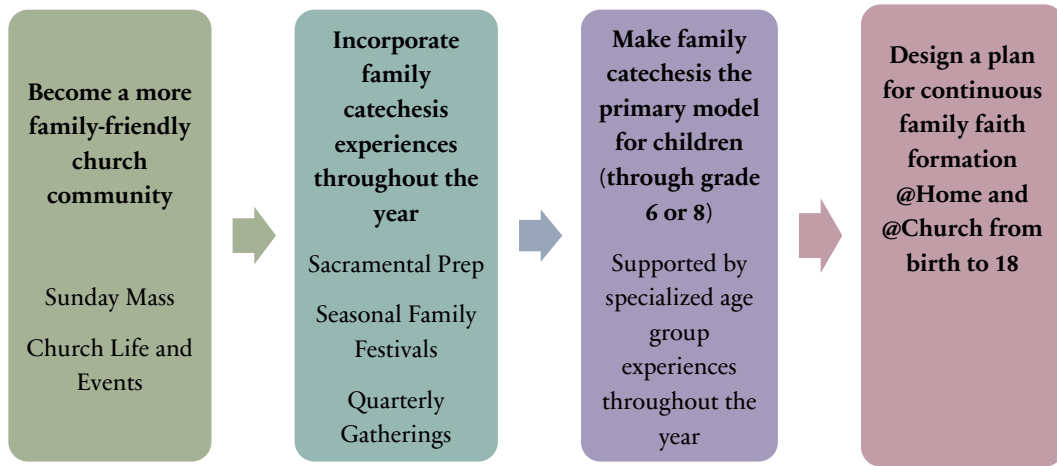 Become a more
family-friendly
church
community
Sunday Mass
Church Life and
Events
Incorporate
family
catechesis
experiences
throughout the
year
Sacramental Prep
Seasonal Family
Festivals
Quarterly
Gatherings
Make family
catechesis the
primary model
for children
(through grade
6 or 8)
Supported by
specialized age
group
experiences
throughout the
year
Design a plan
for continuous
family faith
formation
@Home and
@Church from
birth to 18